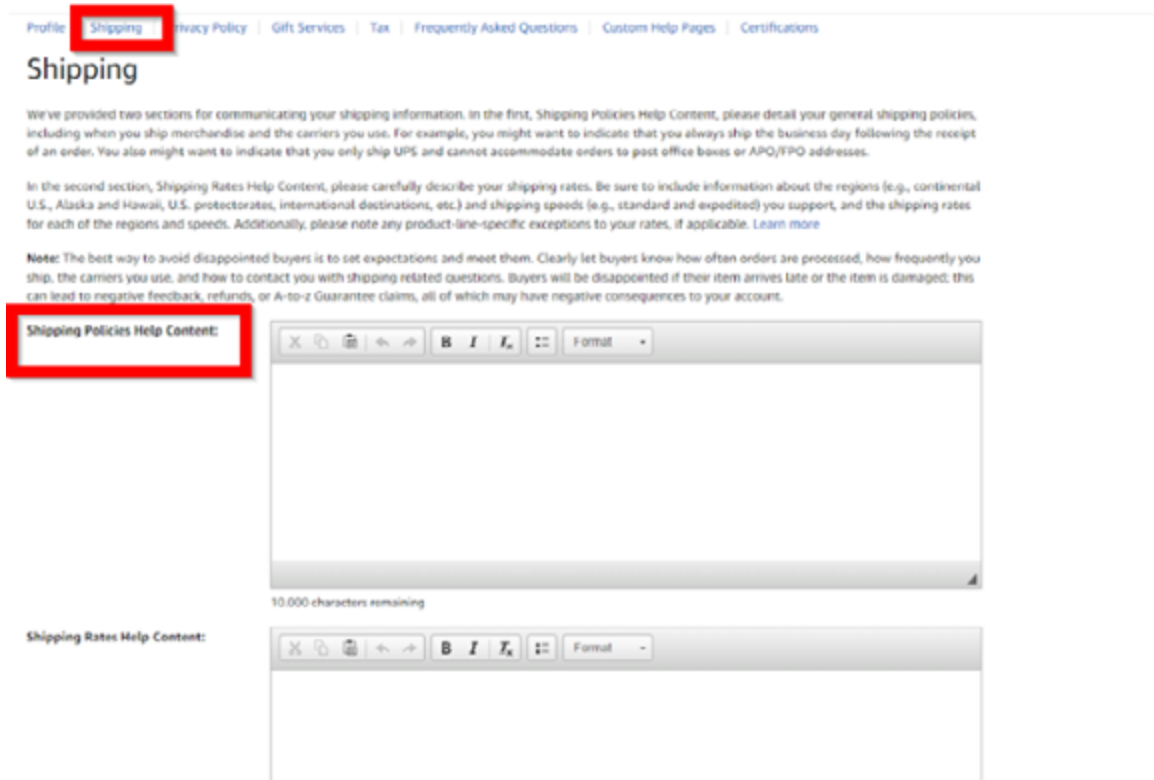 Profile | Shipping | Privacy Policy | Gift Services | Tax | Frequently Asked Questions | Custom Help Pages | Certifications
Shipping
We've provided two sections for communicating your shipping information. In the first, Shipping Policies Help Content, please detail your general shipping policies,
including when you ship merchandise and the carriers you use. For example, you might want to indicate that you always ship the business day following the receipt
of an order. You also might want to indicate that you only ship UPS and cannot accommodate orders to post office boxes or APO/FPO addresses.
In the second section, Shipping Rates Help Content, please carefully describe your shipping rates. Be sure to include information about the regions (e.g., continental
U.S., Alaska and Hawaii, U.S. protectorates, international destinations, etc.) and shipping speeds (e.g., standard and expedited) you support, and the shipping rates
for each of the regions and speeds. Additionally, please note any product-line-specific exceptions to your rates, if applicable. Learn more
Note: The best way to avoid disappointed buyers is to set expectations and meet them. Clearly let buyers know how often orders are processed, how frequently you
ship, the carriers you use, and how to contact you with shipping related questions. Buyers will be disappointed if their item arrives late or the item is damaged; this
can lead to negative feedback, refunds, or A-to-z Guarantee claims, all of which may have negative consequences to your account.
Shipping Policies Help Content:
B I Tx Format
10,000 characters remaining
Shipping Rates Help Content:
B I Tx Format